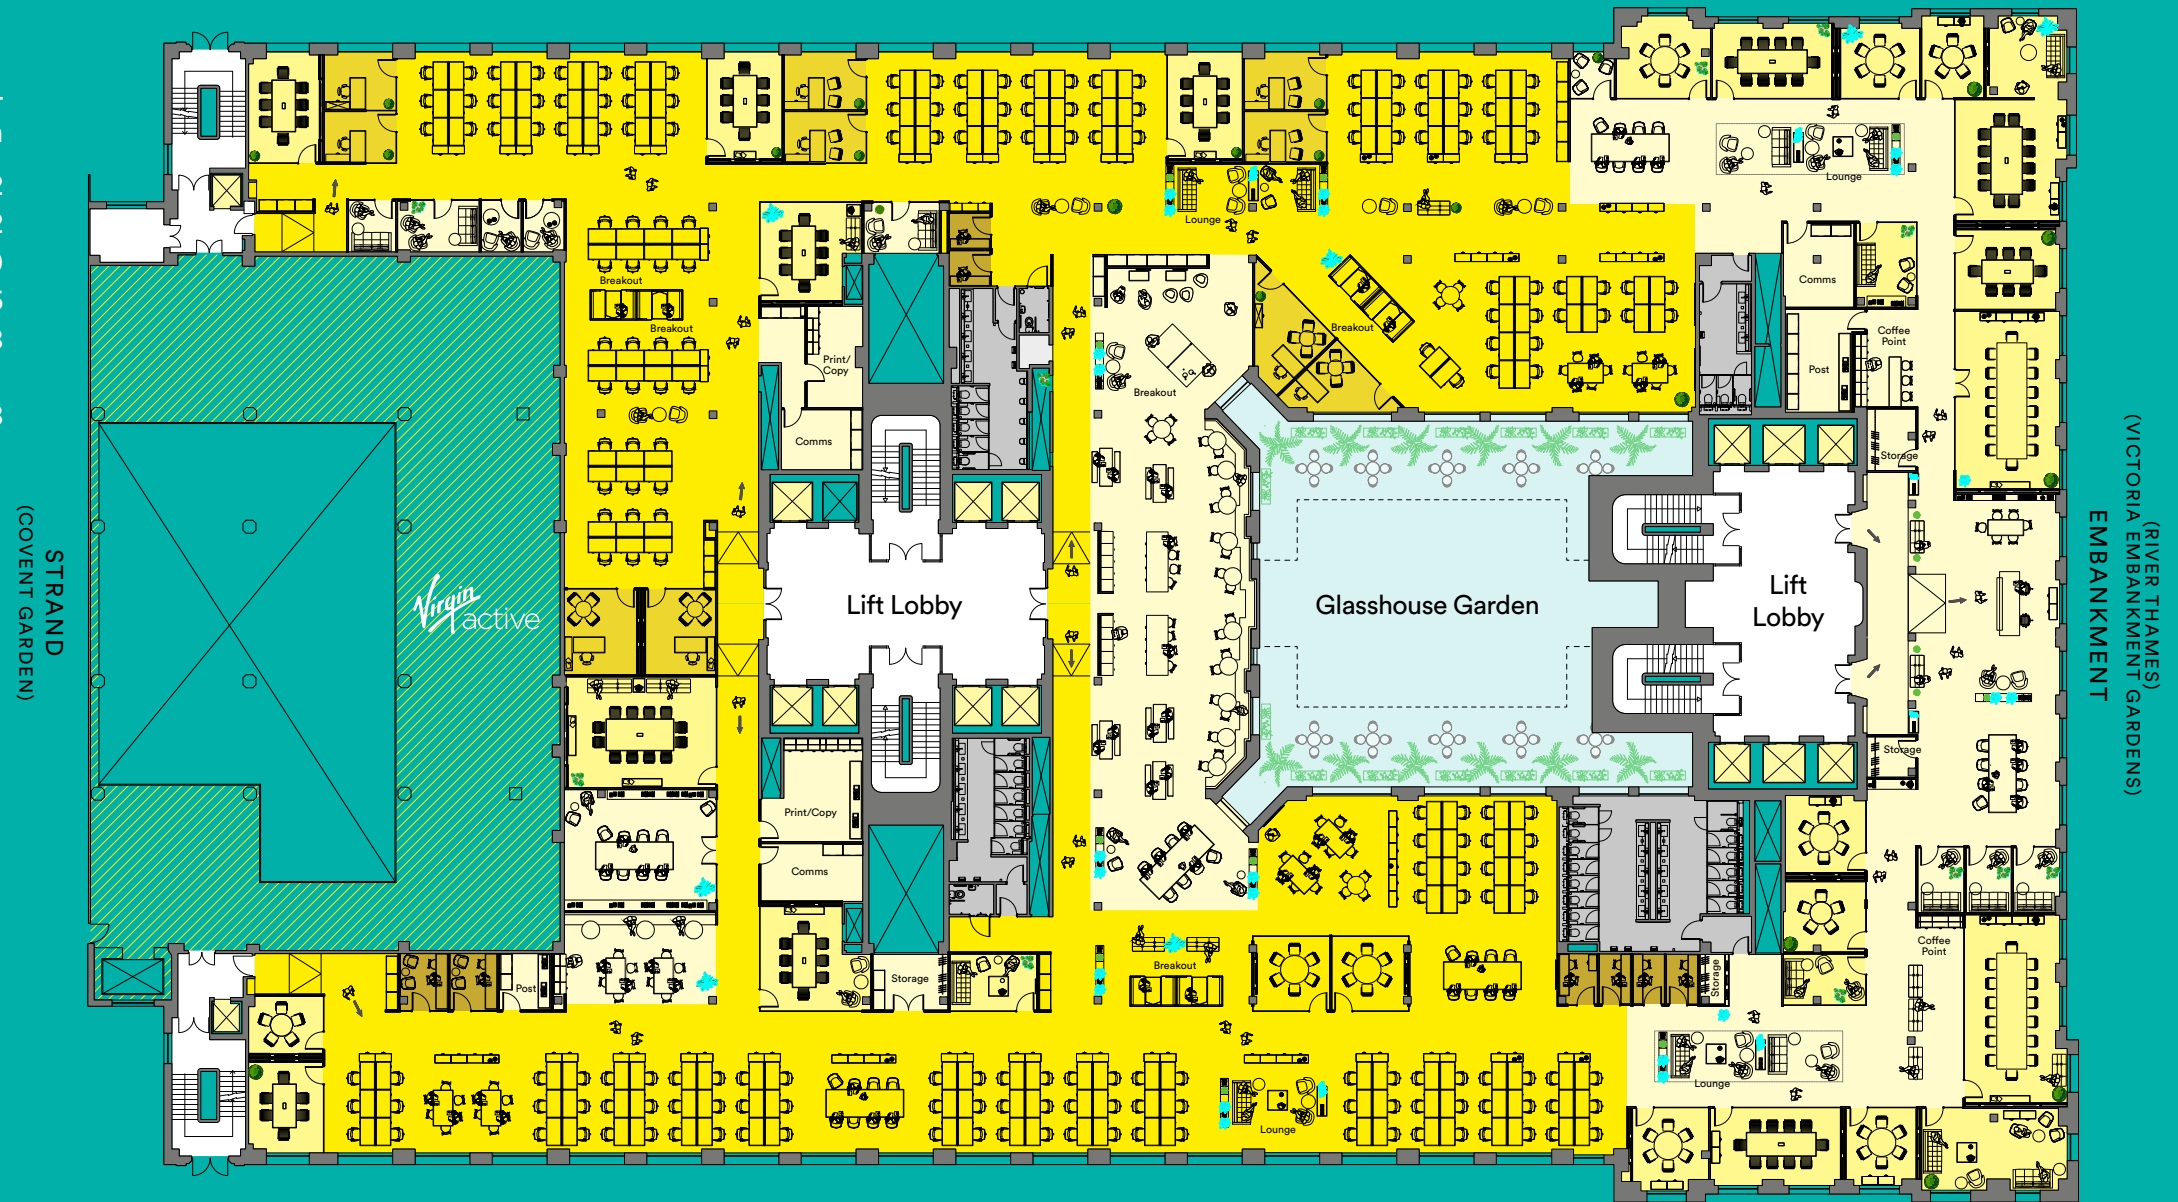 Lounge
Lounge
Breakout
Breakout
Print/
Copy
Comms
Breakout
Breakout
Comms
Post
Coffee
Point
Storage
STRAND
(COVENT GARDEN)
Virgin
active
Lift Lobby
Glasshouse Garden
Lift
Lobby
EMBANKMENT
(VICTORIA EMBANKMENT GARDENS)
(RIVER THAMES)
Storage
Print/Copy
Comms
Post
Storage
Breakout
Storage
Coffee
Point
Lounge
Lounge